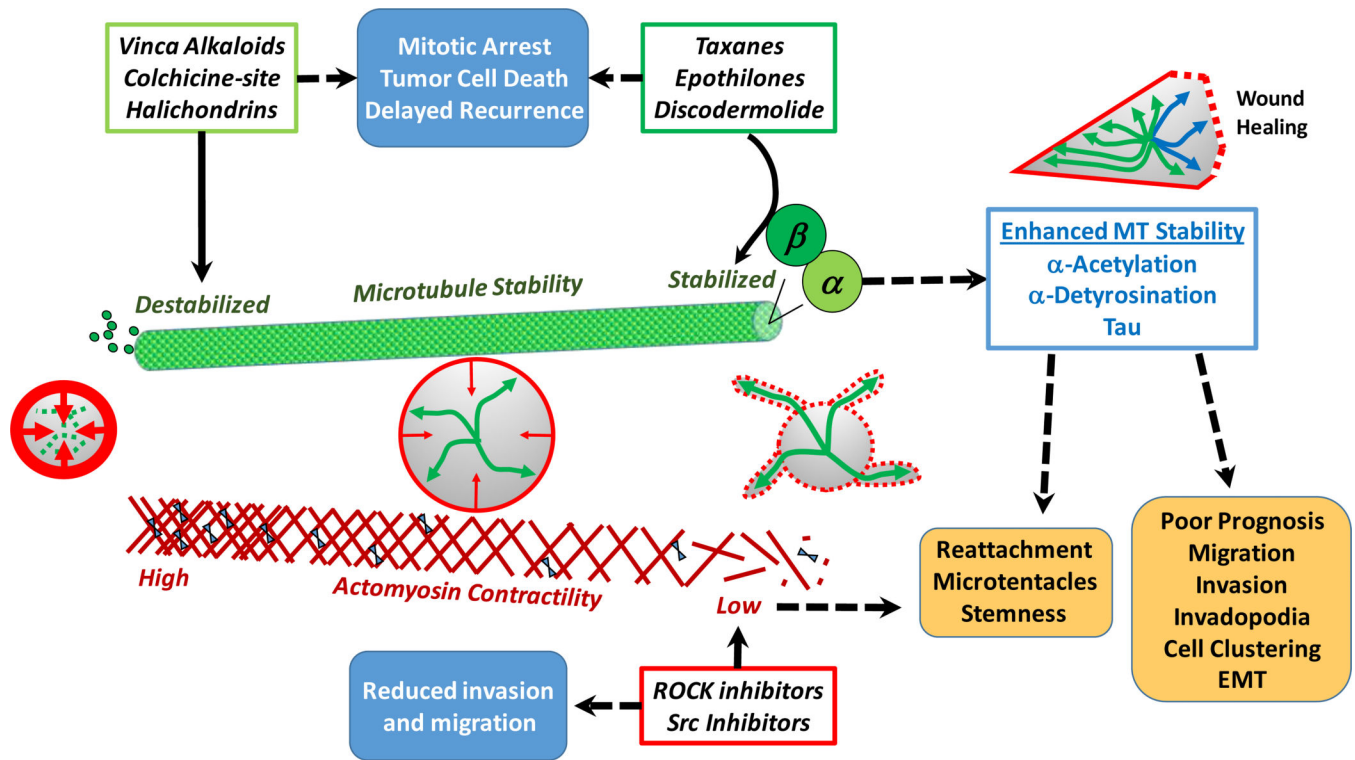 Vinca Alkaloids
Colchicine-site
Halichondrins
Mitotic Arrest
Tumor Cell Death
Delayed Recurrence
Taxanes
Epothilones
Discodermolide
Wound
Healing
β
α
Enhanced MT Stability
α-Acetylation
α-Detyrosination
Tau
Destabilized
Microtubule Stability
Stabilized
High
Actomyosin Contractility
Low
Reattachment
Microtentacles
Stemness
Poor Prognosis
Migration
Invasion
Invadopodia
Cell Clustering
EMT
Reduced invasion
and migration
ROCK inhibitors
Src Inhibitors